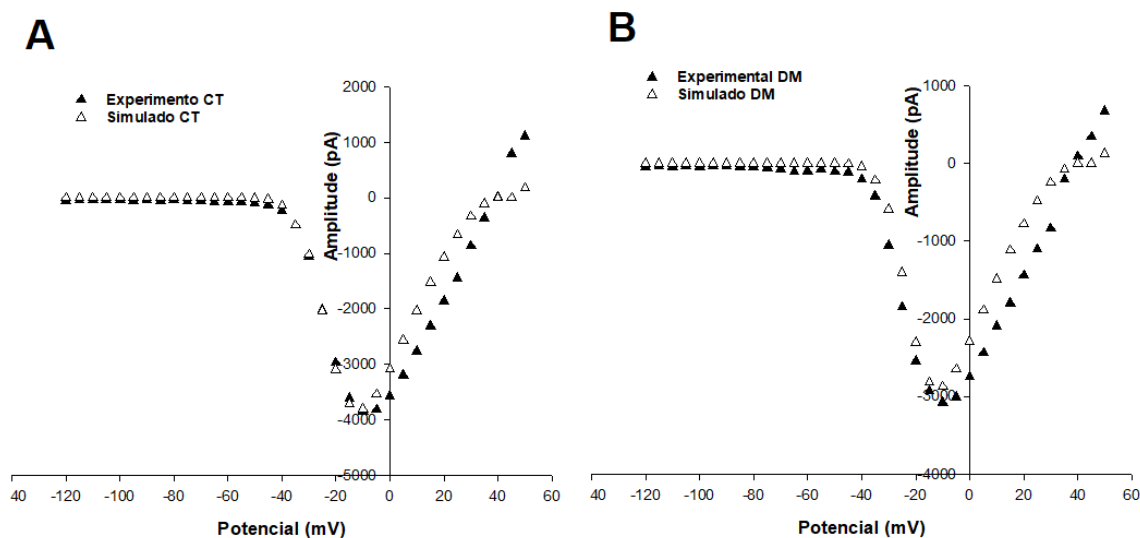 A
Experimento CT
Simulado CT
Amplitude (pA)
2000
1000
0
-1000
-2000
-3000
-4000
-5000
40 -120 -100 -80 -60 -40 -20 0 20 40 60
Potencial (mV)
B
Experimental DM
Simulado DM
Amplitude (pA)
1000
0
-1000
-2000
-3000
-4000
40 -120 -100 -80 -60 -40 -20 0 20 40 60
Potencial (mV)